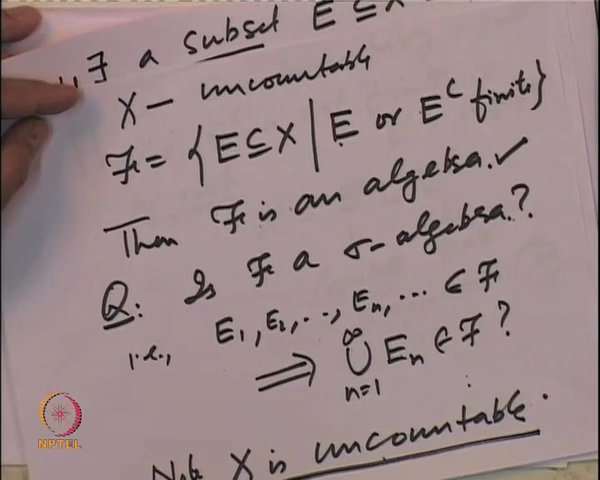 ∃ a subset E ⊆ X
X — uncountable
ℱ = { E ⊆ X | E or Eᶜ finite }
Then ℱ is an algebra. ✓
Q: Is ℱ a σ-algebra?
i.e., E₁, E₂, .., Eₙ, ... ∈ ℱ
⟹ ∞ ∪ n=1 Eₙ ∈ ℱ ?
Note X is uncountable.
NPTEL